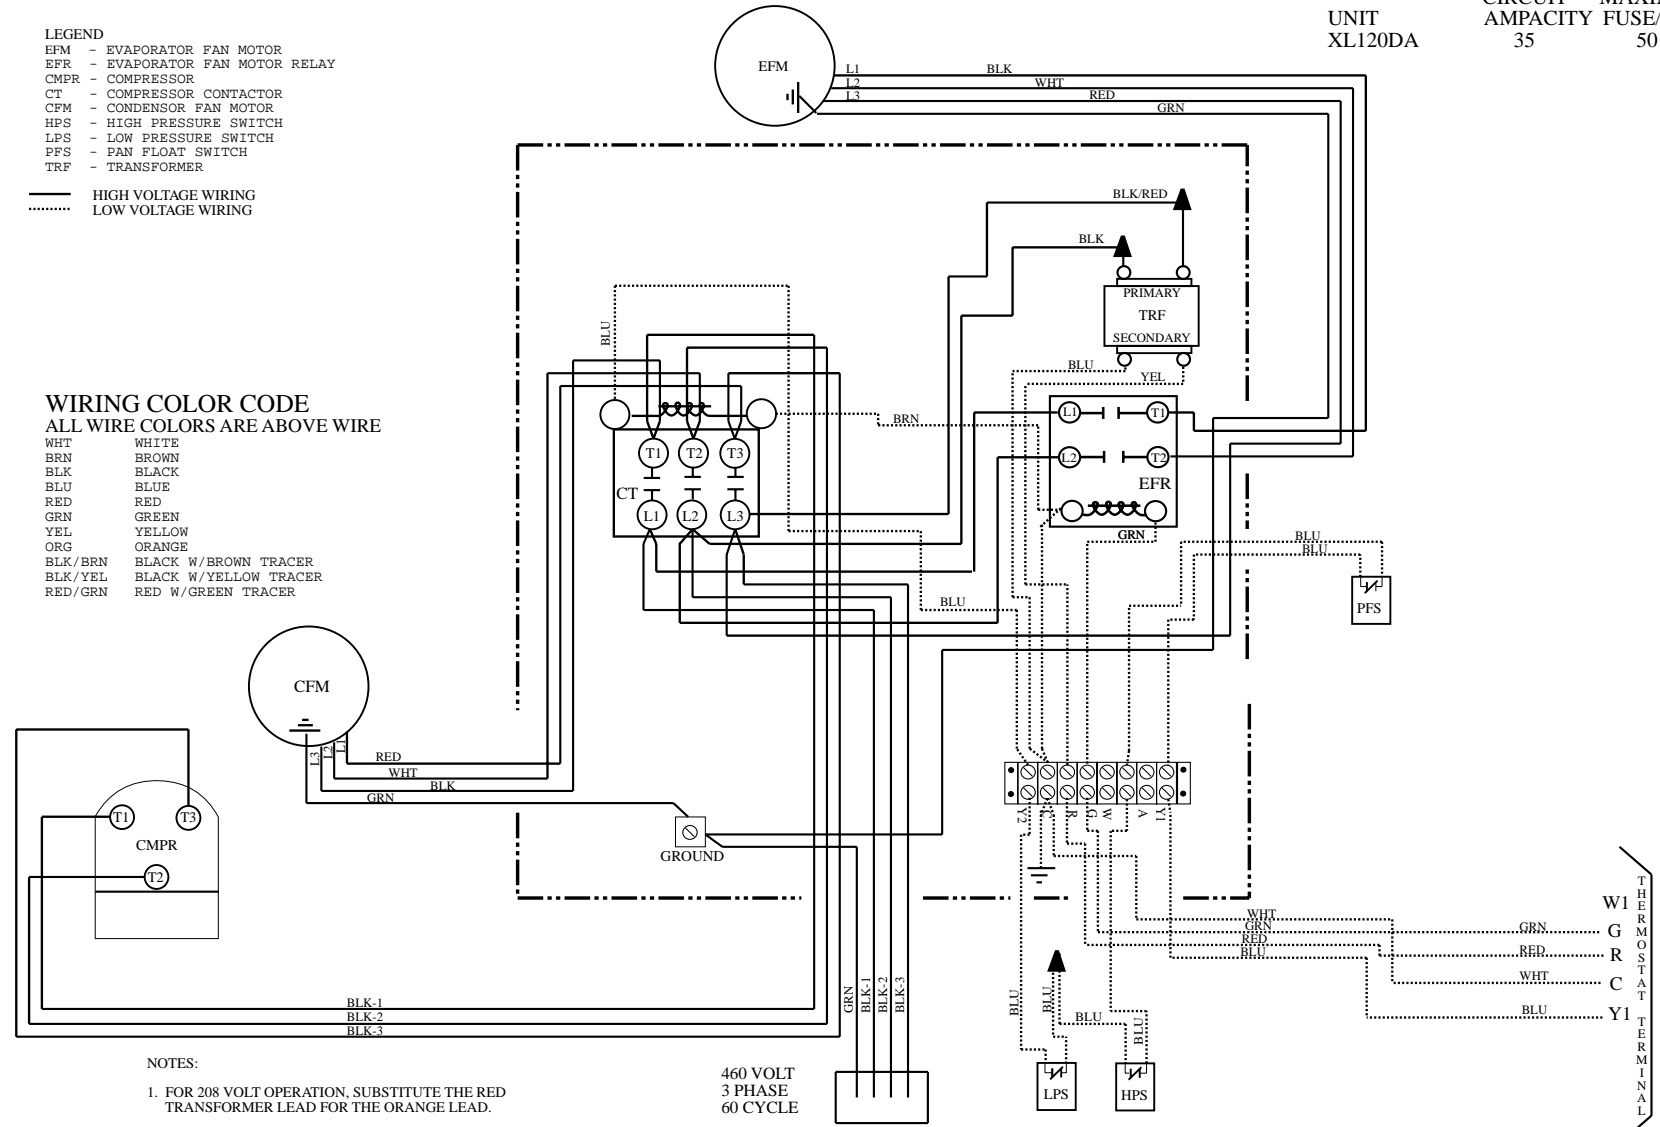 LEGEND
EFM - EVAPORATOR FAN MOTOR
EFR - EVAPORATOR FAN MOTOR RELAY
CMPR - COMPRESSOR
CT - COMPRESSOR CONTACTOR
CFM - CONDENSOR FAN MOTOR
HPS - HIGH PRESSURE SWITCH
LPS - LOW PRESSURE SWITCH
PFS - PAN FLOAT SWITCH
TRF - TRANSFORMER
HIGH VOLTAGE WIRING
LOW VOLTAGE WIRING
UNIT AMPACITY FUSE/
XL120DA 35 50
EFM
L1 BLK
L2 WHT
L3 RED
GRN
BLK/RED
BLK
PRIMARY
TRF
SECONDARY
BLU
YEL
BLU
BRN
WIRING COLOR CODE
ALL WIRE COLORS ARE ABOVE WIRE
WHT WHITE
BRN BROWN
BLK BLACK
BLU BLUE
RED RED
GRN GREEN
YEL YELLOW
ORG ORANGE
BLK/BRN BLACK W/BROWN TRACER
BLK/YEL BLACK W/YELLOW TRACER
RED/GRN RED W/GREEN TRACER
T1 T2 T3
CT
L1 L2 L3
L1 T1
L2 T2
EFR
GRN
BLU
BLU
PFS
BLU
CFM
L3 L2 L1
RED
WHT
BLK
GRN
GROUND
T1 T3
CMPR
T2
Y2 C R G W A Y1
WHT
GRN
RED
BLU
GRN
RED
WHT
BLU
W1
G
R
C
Y1
THERMOSTAT TERMINAL
BLK-1
BLK-2
BLK-3
GRN
BLK-1
BLK-2
BLK-3
BLU
BLU
BLU
BLU
LPS
HPS
460 VOLT
3 PHASE
60 CYCLE
NOTES:
1. FOR 208 VOLT OPERATION, SUBSTITUTE THE RED
TRANSFORMER LEAD FOR THE ORANGE LEAD.